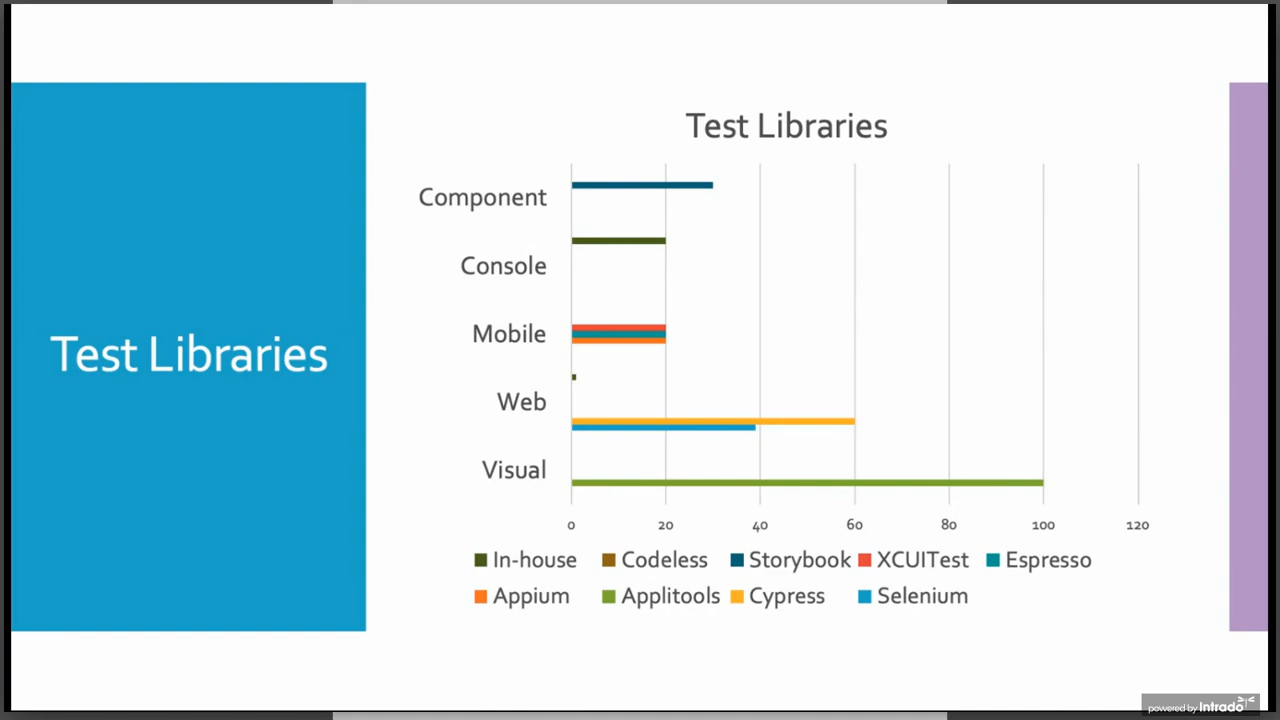 Test Libraries
Test Libraries
Component
Console
Mobile
Web
Visual
0 20 40 60 80 100 120
In-house Codeless Storybook XCUITest Espresso
Appium Applitools Cypress Selenium
powered by Intrado